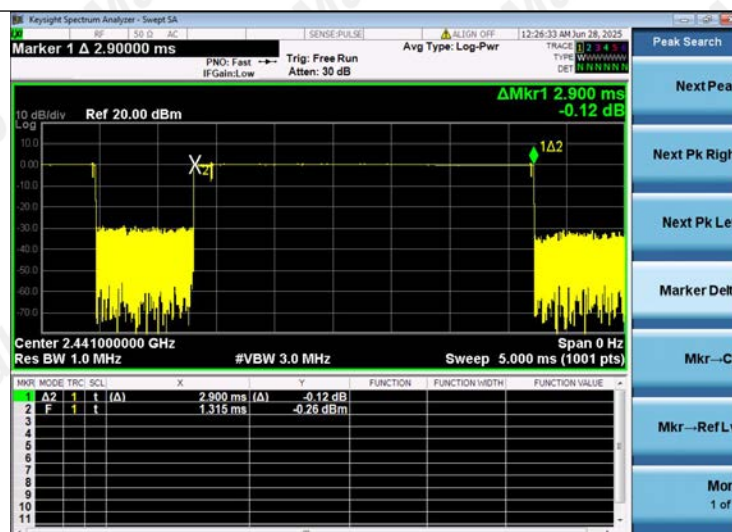 Keysight Spectrum Analyzer - Swept SA
RF 50 Ω AC SENSE:PULSE ALIGN OFF 12:26:33 AM Jun 28, 2025
Marker 1 Δ 2.90000 ms
PNO: Fast
IFGain:Low
Trig: Free Run
Atten: 30 dB
Avg Type: Log-Pwr
TRACE 1 2 3 4 5 6
TYPE WWWWWW
DET N N N N N N
Peak Search
ΔMkr1 2.900 ms
-0.12 dB
10 dB/div Ref 20.00 dBm
Log
10.0
0.00
-10.0
-20.0
-30.0
-40.0
-50.0
-60.0
-70.0
X2
1Δ2
Center 2.441000000 GHz Span 0 Hz
Res BW 1.0 MHz #VBW 3.0 MHz Sweep 5.000 ms (1001 pts)
MKR MODE TRC SCL X Y FUNCTION FUNCTION WIDTH FUNCTION VALUE
1 Δ2 1 t (Δ) 2.900 ms (Δ) -0.12 dB
2 F 1 t 1.315 ms -0.26 dBm
3
4
5
6
7
8
9
10
11
Next Pea
Next Pk Righ
Next Pk Le
Marker Delt
Mkr→C
Mkr→Ref L
Mor
1 of